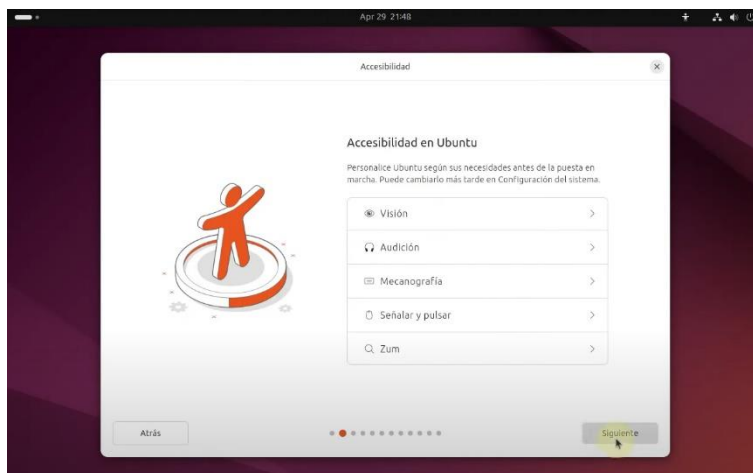 Apr 29 21:48
Accesibilidad
Accesibilidad en Ubuntu
Personalice Ubuntu según sus necesidades antes de la puesta en
marcha. Puede cambiarlo más tarde en Configuración del sistema.
Visión
Audición
Mecanografía
Señalar y pulsar
Zum
Atrás
Siguiente